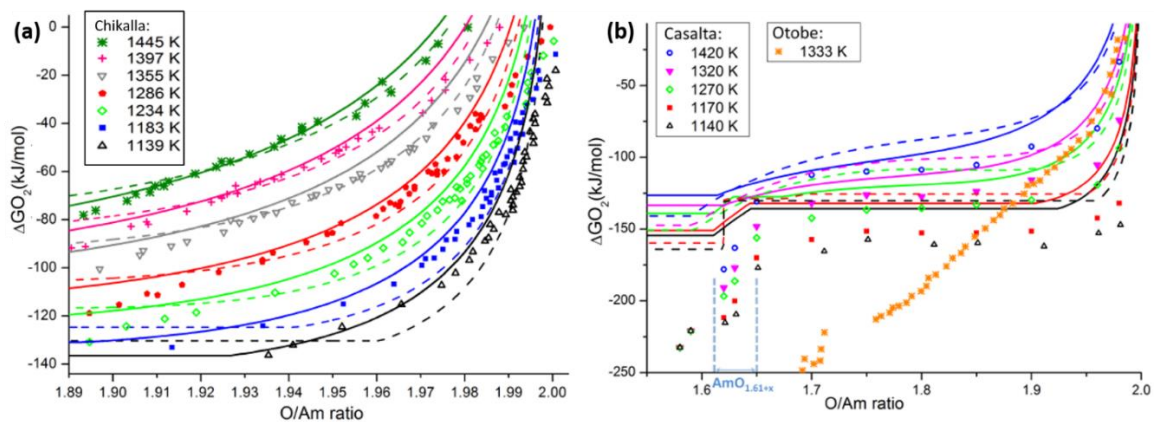 (a)
Chikalla:
1445 K
1397 K
1355 K
1286 K
1234 K
1183 K
1139 K
ΔGO₂(kJ/mol)
0
-20
-40
-60
-80
-100
-120
-140
1.89 1.90 1.91 1.92 1.93 1.94 1.95 1.96 1.97 1.98 1.99 2.00
O/Am ratio
(b)
Casalta:
1420 K
1320 K
1270 K
1170 K
1140 K
Otobe:
1333 K
ΔGO₂(kJ/mol)
-50
-100
-150
-200
-250
AmO₁.₆₁₊ₓ
1.6 1.7 1.8 1.9 2.0
O/Am ratio